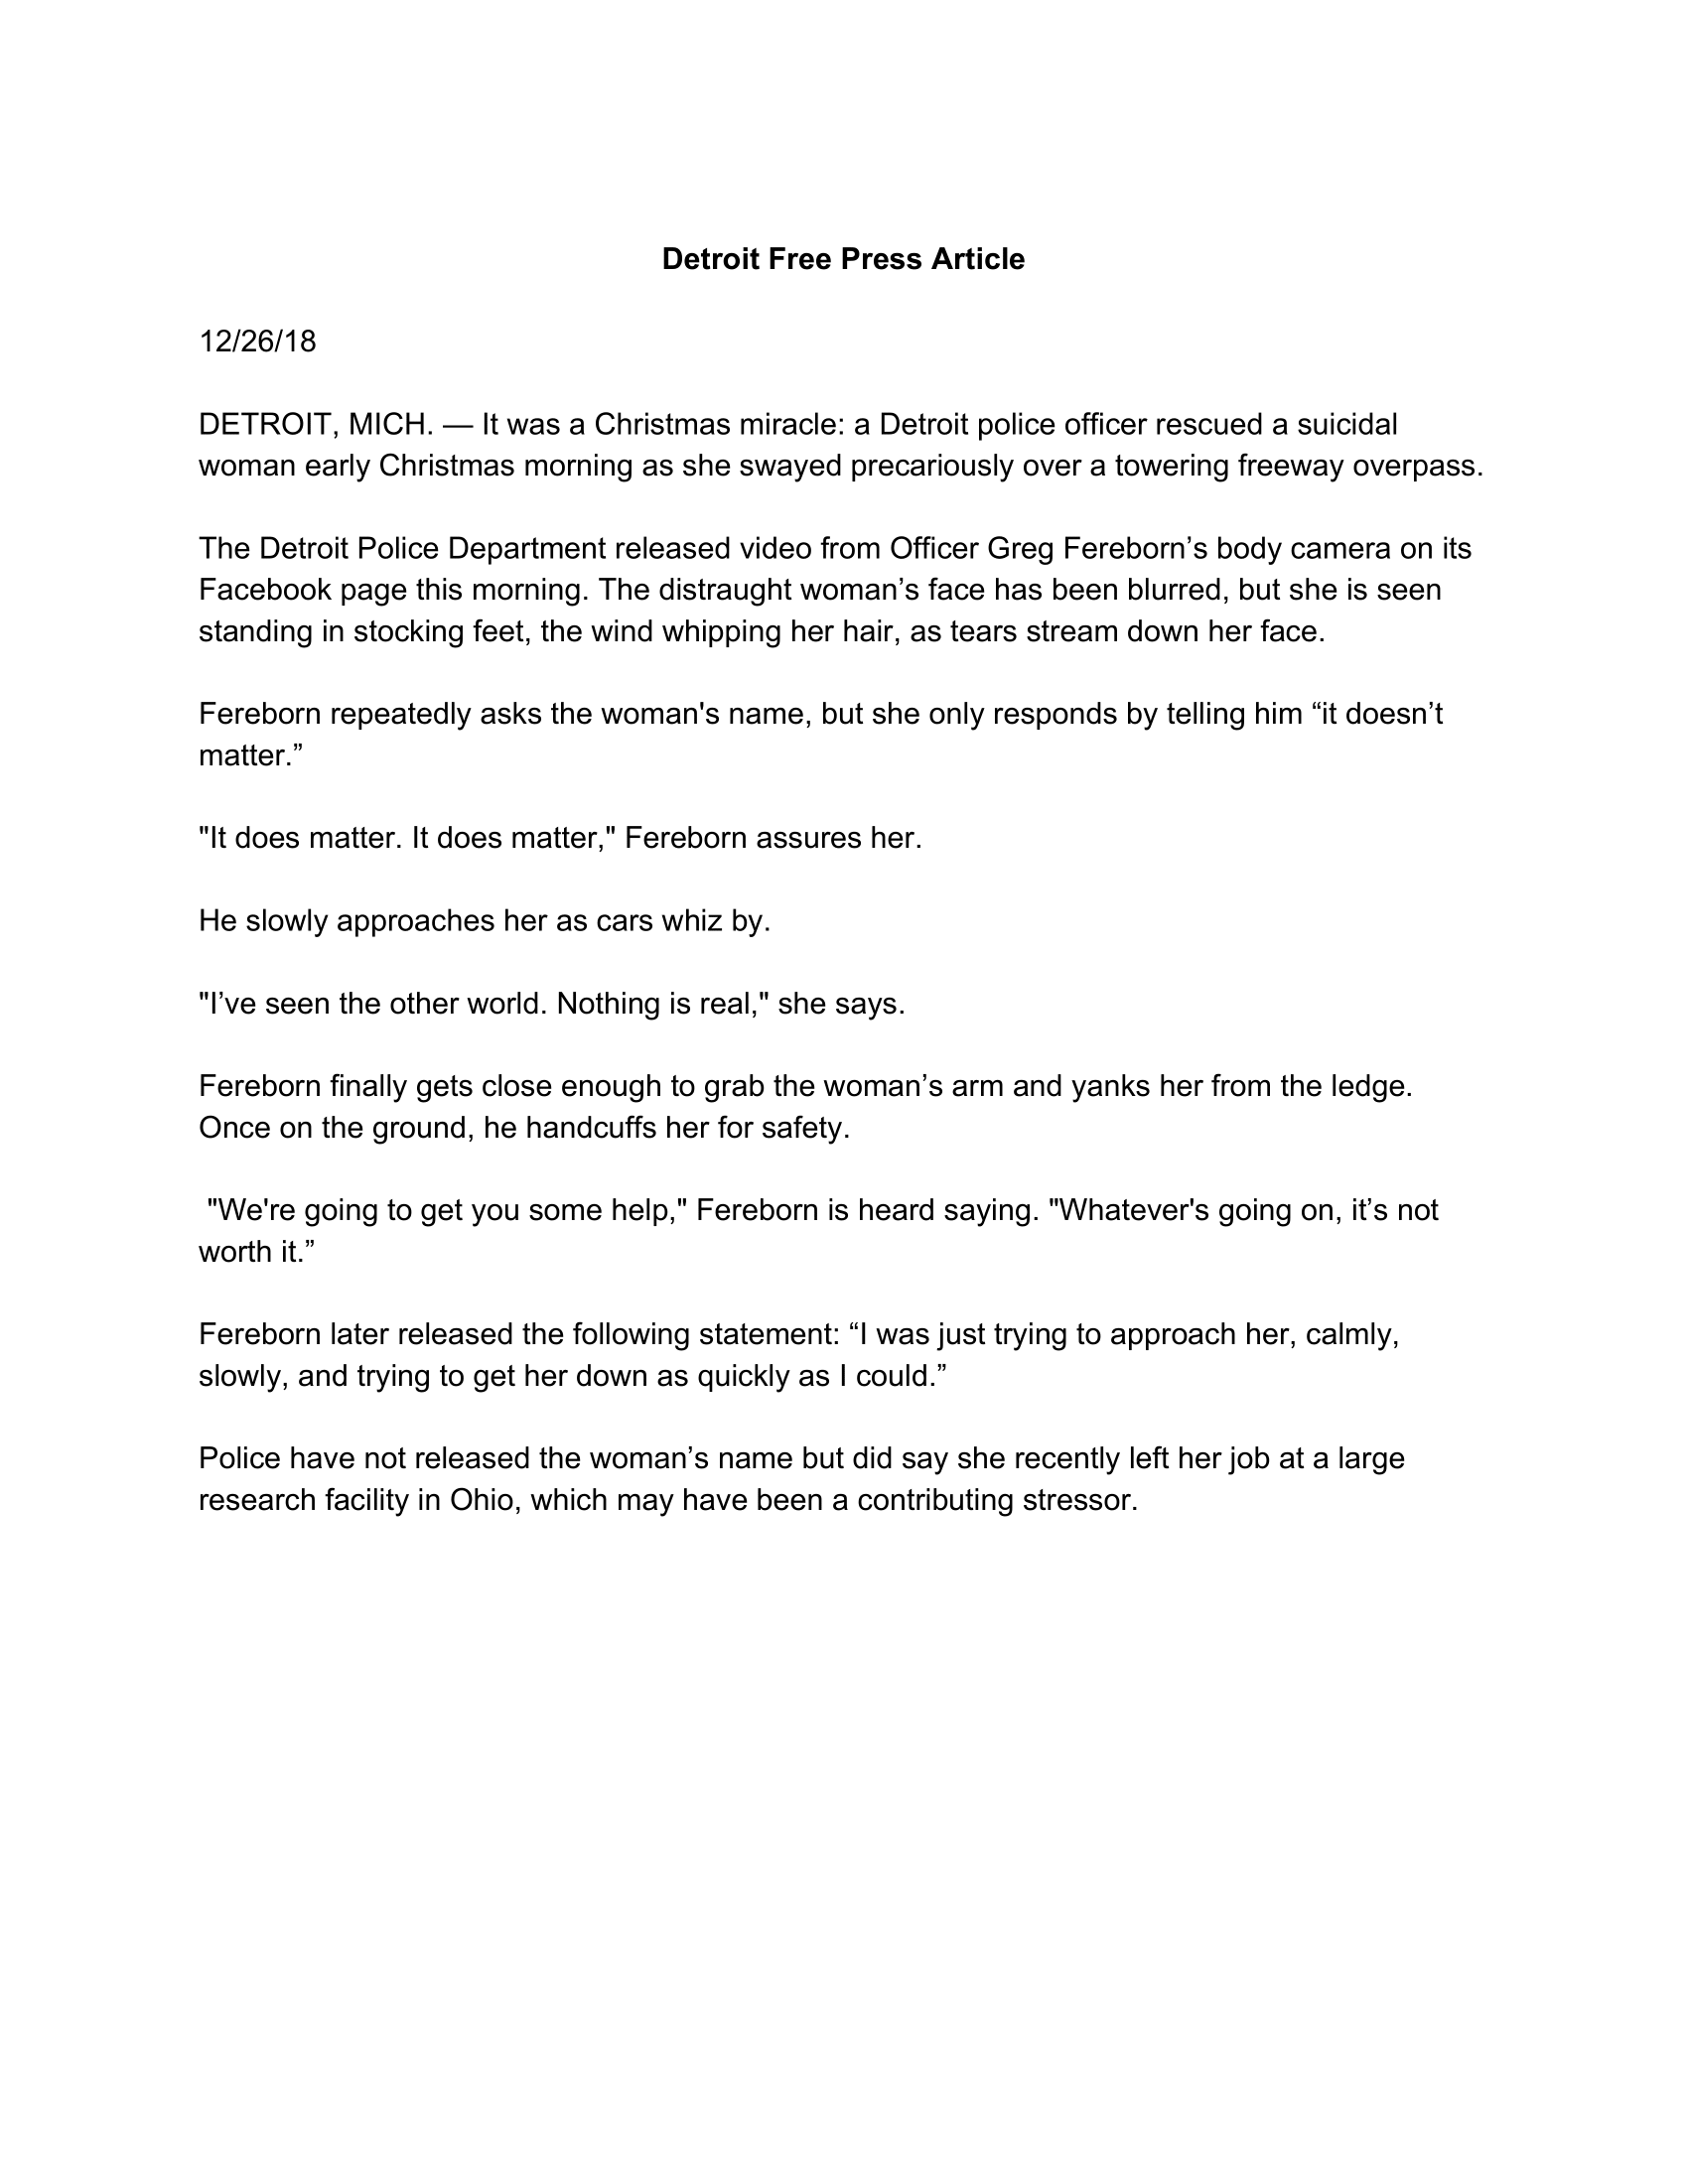 Detroit Free Press Article
12/26/18
DETROIT, MICH. — It was a Christmas miracle: a Detroit police officer rescued a suicidal
woman early Christmas morning as she swayed precariously over a towering freeway overpass.
The Detroit Police Department released video from Officer Greg Fereborn’s body camera on its
Facebook page this morning. The distraught woman’s face has been blurred, but she is seen
standing in stocking feet, the wind whipping her hair, as tears stream down her face.
Fereborn repeatedly asks the woman's name, but she only responds by telling him “it doesn’t
matter.”
"It does matter. It does matter," Fereborn assures her.
He slowly approaches her as cars whiz by.
"I’ve seen the other world. Nothing is real," she says.
Fereborn finally gets close enough to grab the woman’s arm and yanks her from the ledge.
Once on the ground, he handcuffs her for safety.
"We're going to get you some help," Fereborn is heard saying. "Whatever's going on, it’s not
worth it.”
Fereborn later released the following statement: “I was just trying to approach her, calmly,
slowly, and trying to get her down as quickly as I could.”
Police have not released the woman’s name but did say she recently left her job at a large
research facility in Ohio, which may have been a contributing stressor.